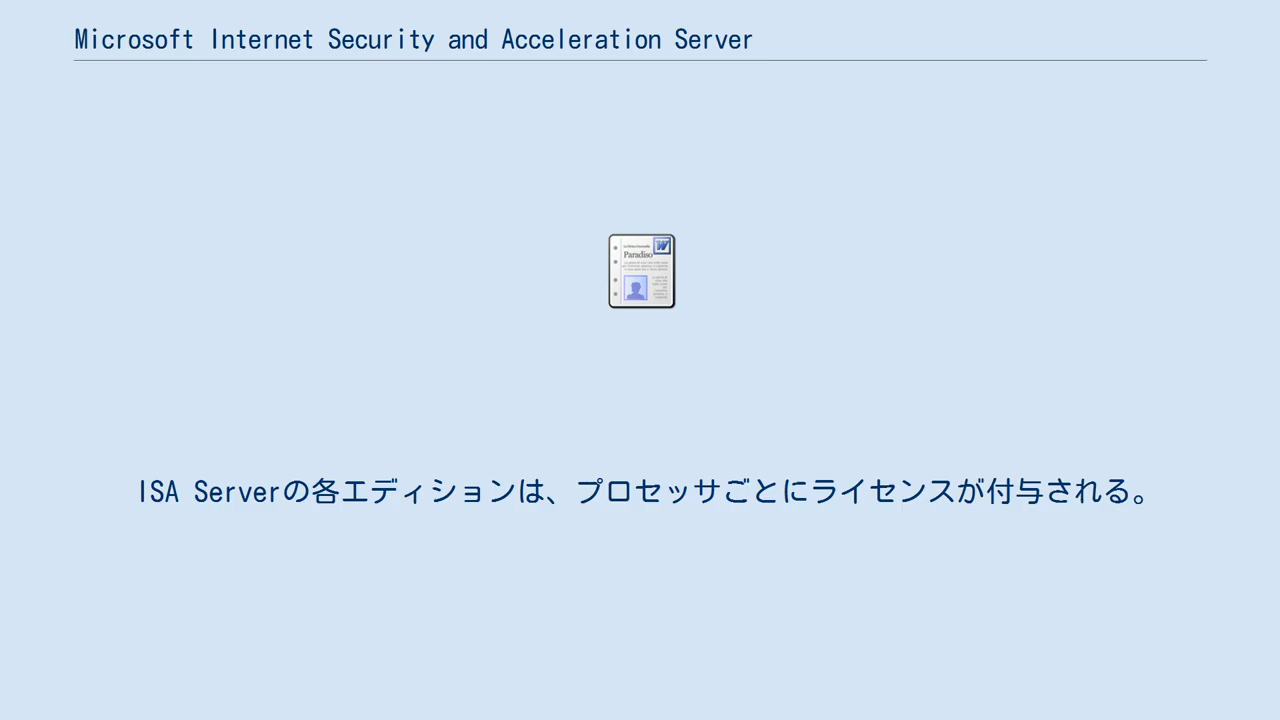 Microsoft Internet Security and Acceleration Server
Paradiso
W
ISA Serverの各エディションは、プロセッサごとにライセンスが付与される。